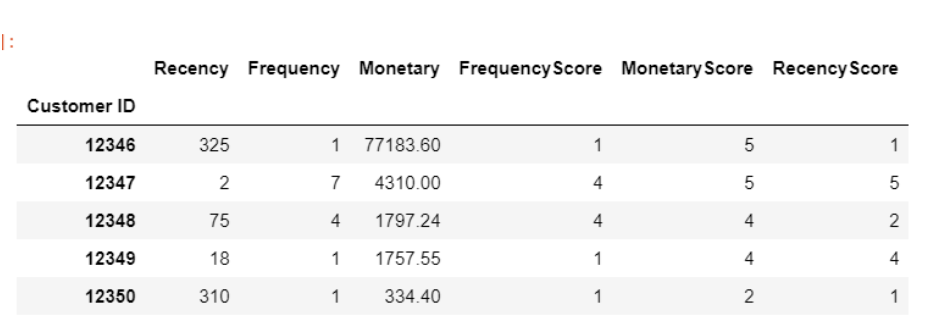 ]:
Recency Frequency Monetary FrequencyScore MonetaryScore RecencyScore
Customer ID
12346 325 1 77183.60 1 5 1
12347 2 7 4310.00 4 5 5
12348 75 4 1797.24 4 4 2
12349 18 1 1757.55 1 4 4
12350 310 1 334.40 1 2 1